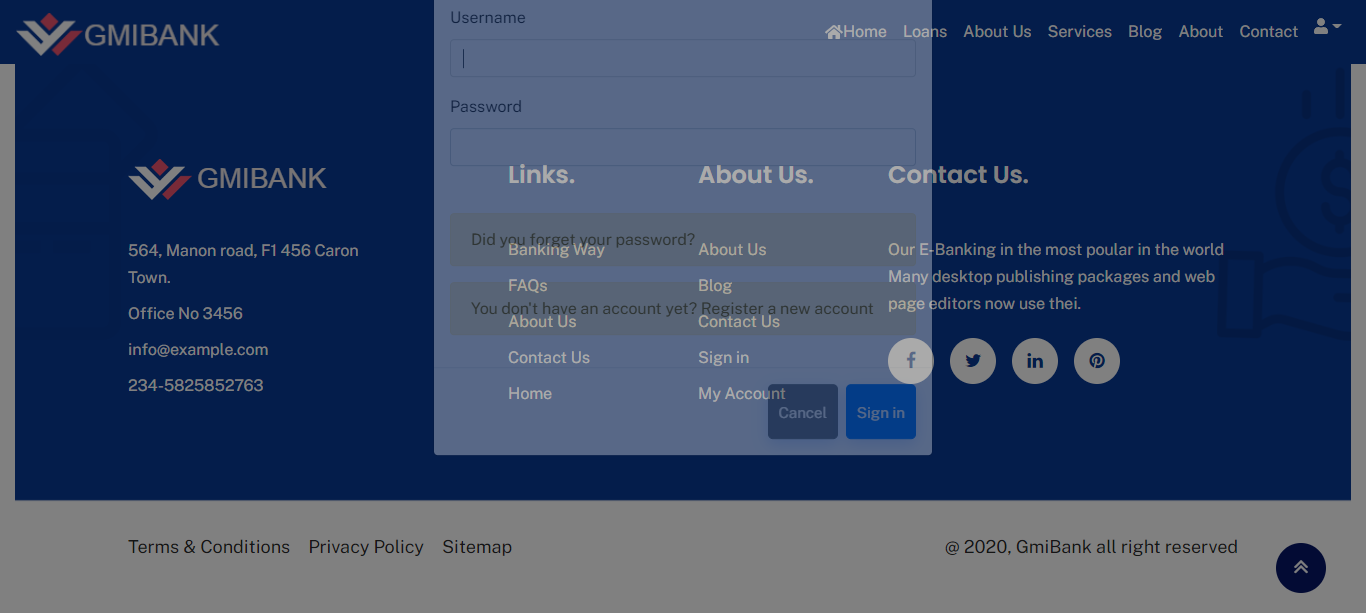 GMIBANK
Home Loans About Us Services Blog About Contact
Username
Password
Did you forget your password?
You don't have an account yet? Register a new account
Cancel Sign in
GMIBANK
564, Manon road, F1 456 Caron
Town.
Office No 3456
info@example.com
234-5825852763
Links.
Banking Way
FAQs
About Us
Contact Us
Home
About Us.
About Us
Blog
Contact Us
Sign in
My Account
Contact Us.
Our E-Banking in the most poular in the world
Many desktop publishing packages and web
page editors now use thei.
Terms & Conditions Privacy Policy Sitemap
@ 2020, GmiBank all right reserved